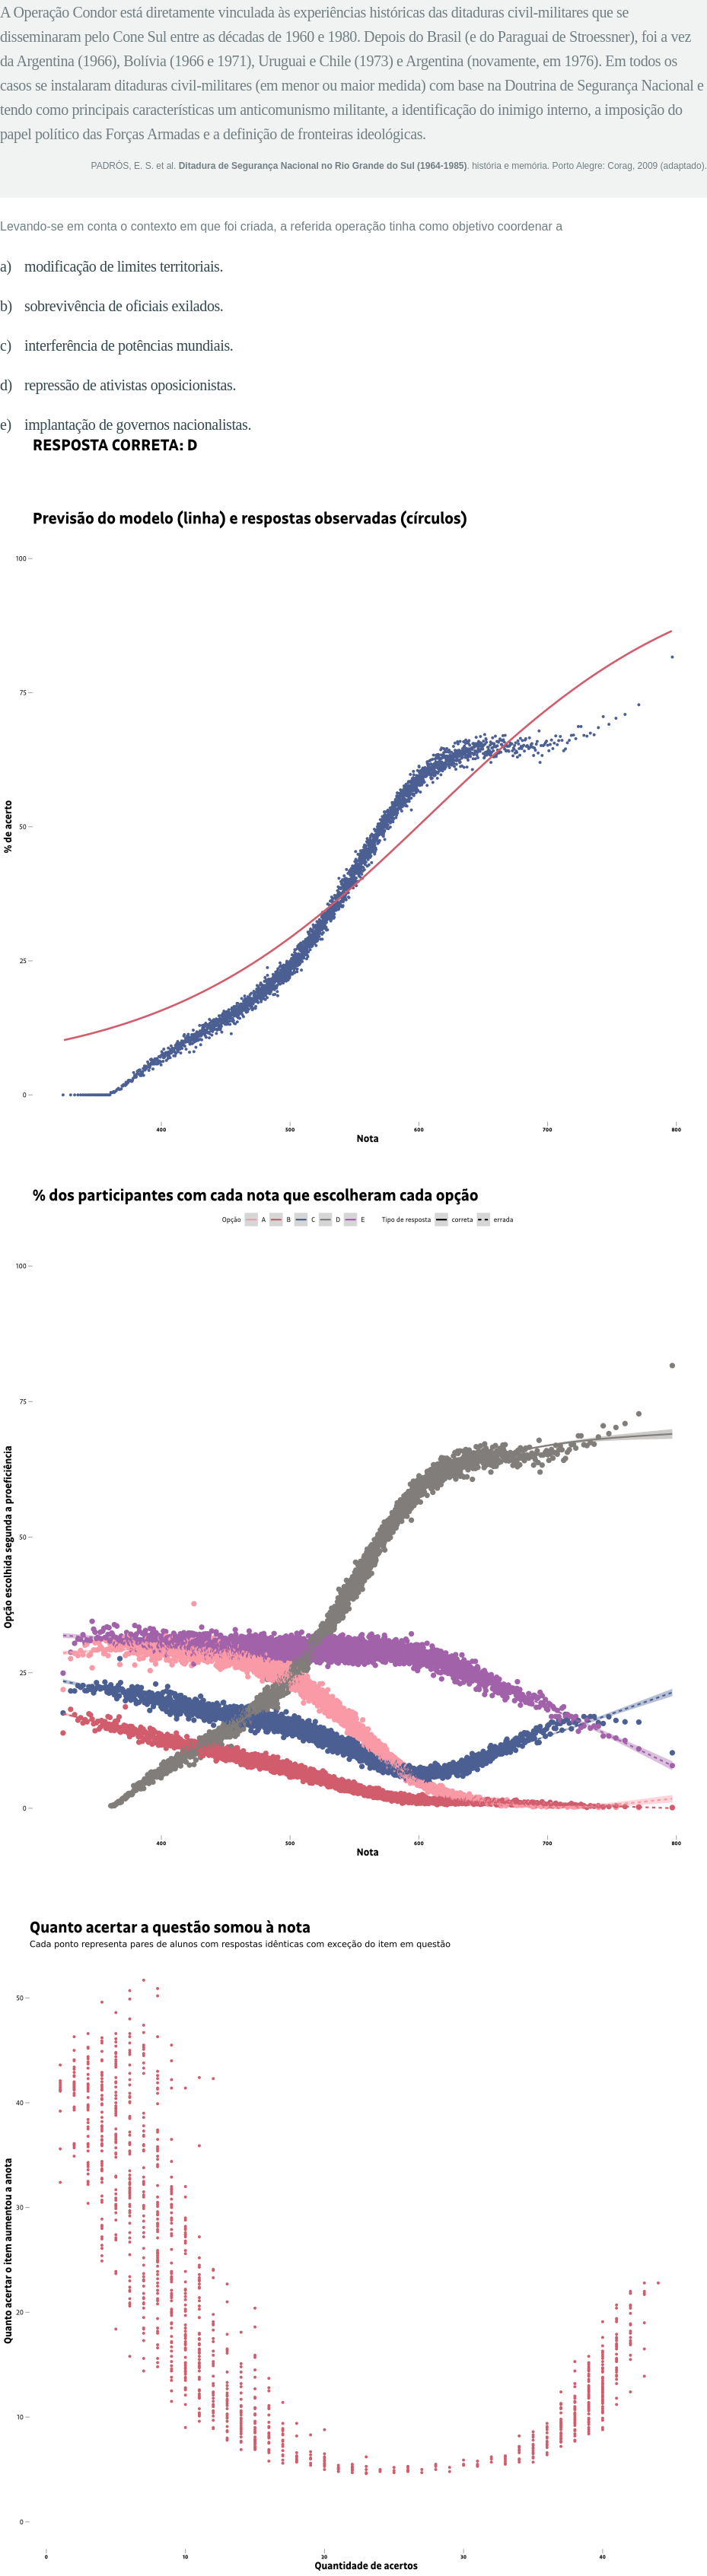 A Operação Condor está diretamente vinculada às experiências históricas das ditaduras civil-militares que se
disseminaram pelo Cone Sul entre as décadas de 1960 e 1980. Depois do Brasil (e do Paraguai de Stroessner), foi a vez
da Argentina (1966), Bolívia (1966 e 1971), Uruguai e Chile (1973) e Argentina (novamente, em 1976). Em todos os
casos se instalaram ditaduras civil-militares (em menor ou maior medida) com base na Doutrina de Segurança Nacional e
tendo como principais características um anticomunismo militante, a identificação do inimigo interno, a imposição do
papel político das Forças Armadas e a definição de fronteiras ideológicas.
PADRÓS, E. S. et al. Ditadura de Segurança Nacional no Rio Grande do Sul (1964-1985). história e memória. Porto Alegre: Corag, 2009 (adaptado).
Levando-se em conta o contexto em que foi criada, a referida operação tinha como objetivo coordenar a
a) modificação de limites territoriais.
b) sobrevivência de oficiais exilados.
c) interferência de potências mundiais.
d) repressão de ativistas oposicionistas.
e) implantação de governos nacionalistas.
RESPOSTA CORRETA: D
Previsão do modelo (linha) e respostas observadas (círculos)
100
75
50
25
0
% de acerto
400 500 600 700 800
Nota
% dos participantes com cada nota que escolheram cada opção
Opção A B C D E Tipo de resposta correta errada
100
75
50
25
0
Opção escolhida segunda a proeficiência
400 500 600 700 800
Nota
Quanto acertar a questão somou à nota
Cada ponto representa pares de alunos com respostas idênticas com exceção do item em questão
50
40
30
20
10
0
Quanto acertar o item aumentou a anota
0 10 20 30 40
Quantidade de acertos